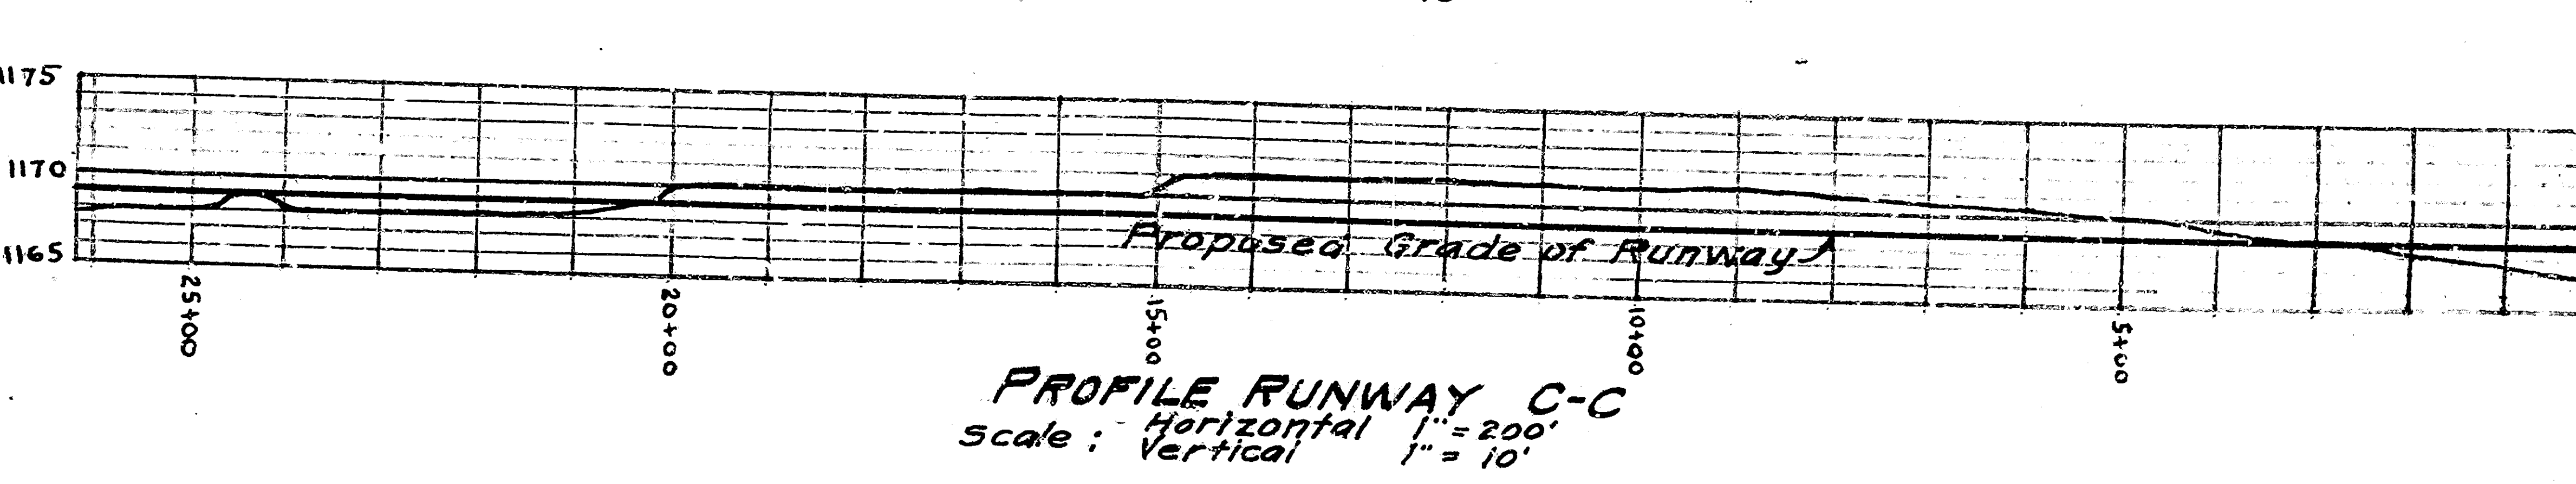 1175
1170
1165
Proposed Grade of Runway
25+00
20+00
15+00
10+00
5+00
PROFILE RUNWAY C-C
Scale: Horizontal 1" = 200'
Vertical 1" = 10'